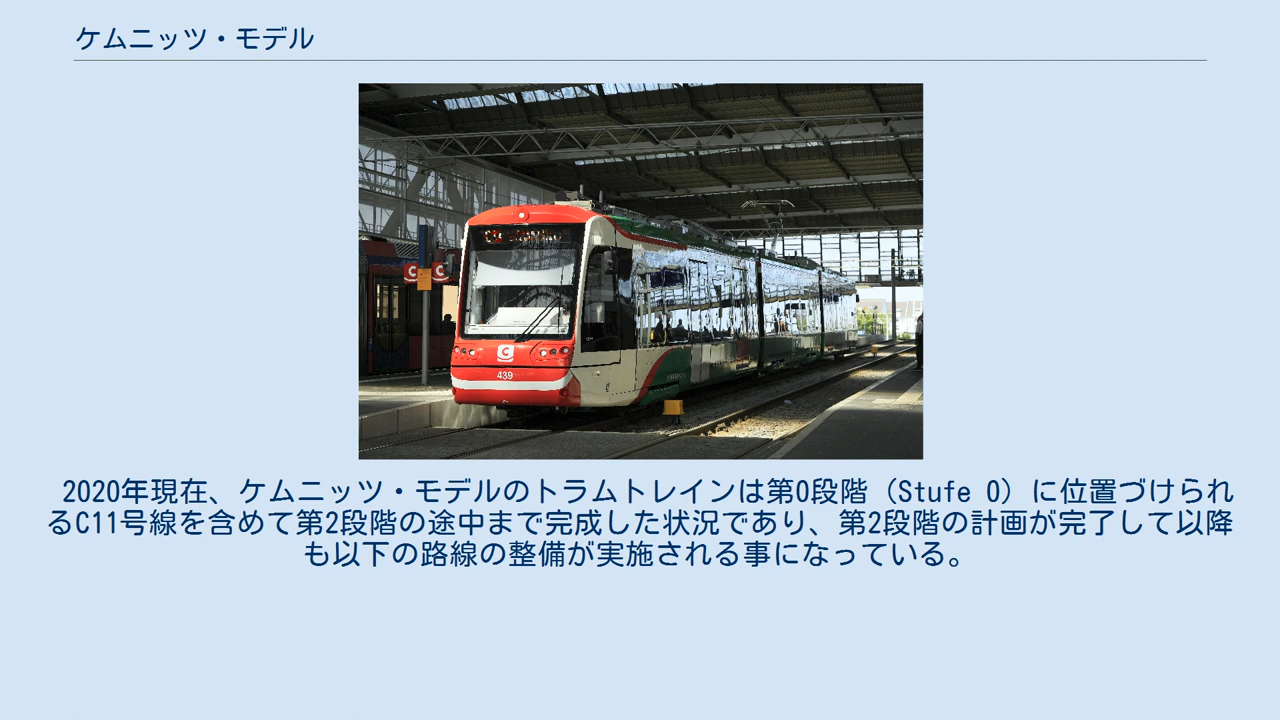 ケムニッツ・モデル
C C
C
439
2020年現在、ケムニッツ・モデルのトラムトレインは第0段階（Stufe 0）に位置づけられ
るC11号線を含めて第2段階の途中まで完成した状況であり、第2段階の計画が完了して以降
も以下の路線の整備が実施される事になっている。